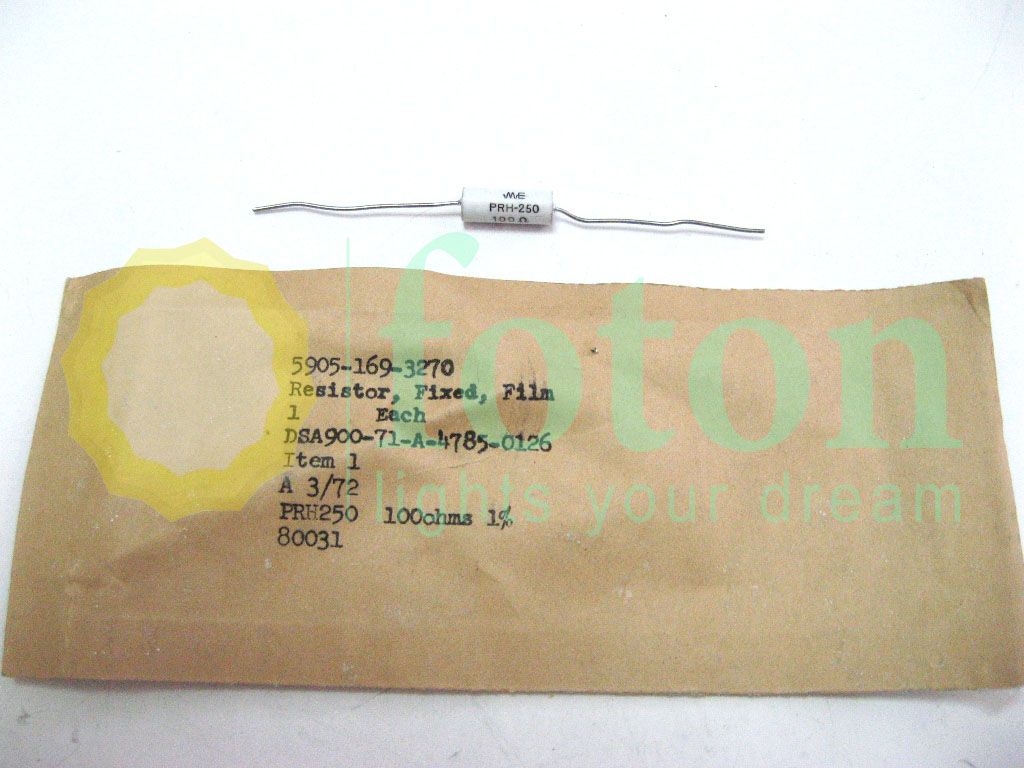 PRH-250
100Ω
foton
lights your dream
5905-169-3270
Resistor, Fixed, Film
1 Each
DSA900-71-A-4785-0126
Item 1
A 3/72
PRH250 100ohms 1%
80031